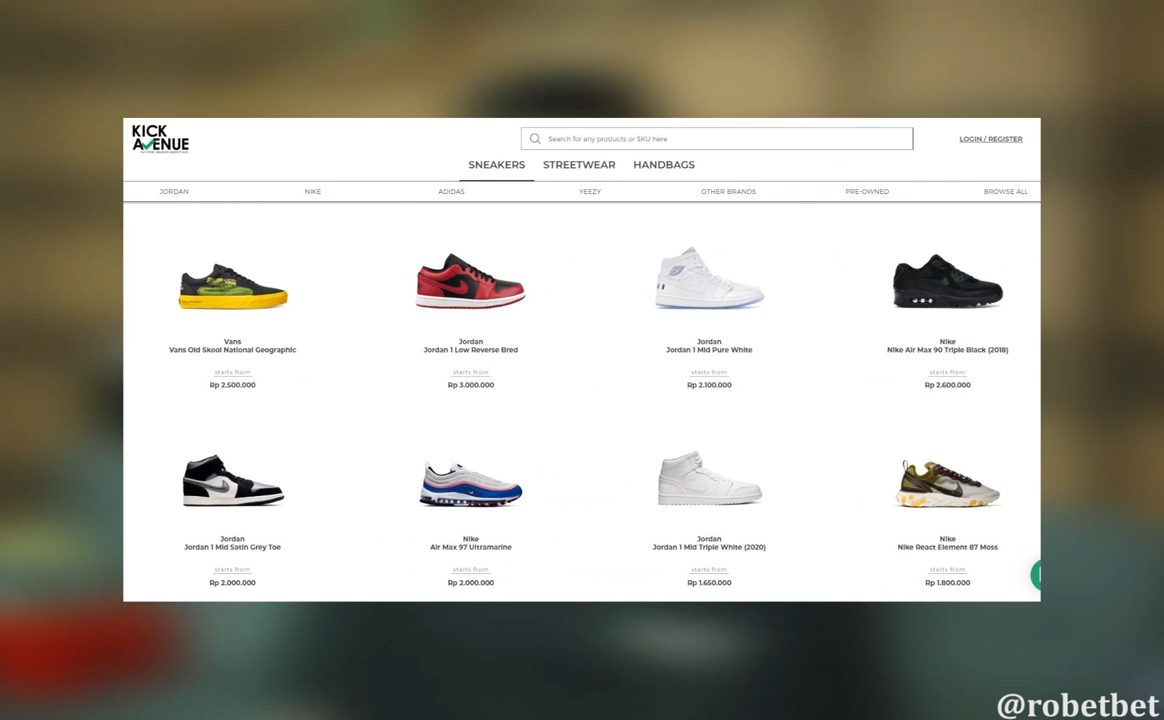 KICK
AVENUE
Search for any products or SKU here
LOGIN / REGISTER
SNEAKERS STREETWEAR HANDBAGS
JORDAN NIKE ADIDAS YEEZY OTHER BRANDS PRE-OWNED BROWSE ALL
Vans Jordan Jordan Nike
Vans Old Skool National Geographic Jordan 1 Low Reverse Bred Jordan 1 Mid Pure White Nike Air Max 90 Triple Black (2018)
starts from starts from starts from starts from
Rp 2.500.000 Rp 3.000.000 Rp 2.100.000 Rp 2.600.000
Jordan Nike Jordan Nike
Jordan 1 Mid Satin Grey Toe Air Max 97 Ultramarine Jordan 1 Mid Triple White (2020) Nike React Element 87 Moss
starts from starts from starts from starts from
Rp 2.000.000 Rp 2.000.000 Rp 1.650.000 Rp 1.800.000
@robetbet